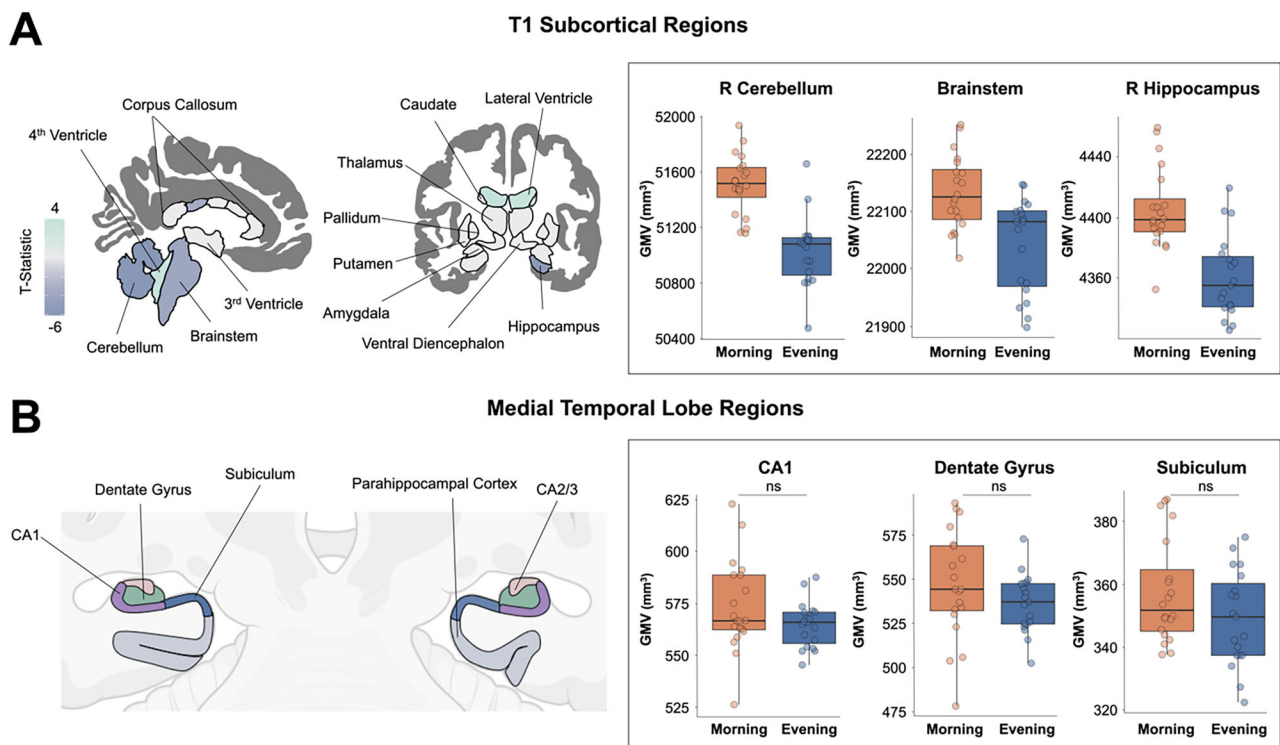 A
T1 Subcortical Regions
Corpus Callosum
4th Ventricle
4
T-Statistic
-6
Cerebellum
Brainstem
3rd Ventricle
Caudate
Lateral Ventricle
Thalamus
Pallidum
Putamen
Amygdala
Ventral Diencephalon
Hippocampus
R Cerebellum
GMV (mm³)
52000
51600
51200
50800
50400
Morning Evening
Brainstem
GMV (mm³)
22200
22100
22000
21900
Morning Evening
R Hippocampus
GMV (mm³)
4440
4400
4360
Morning Evening
B
Medial Temporal Lobe Regions
Subiculum
Dentate Gyrus
CA1
Parahippocampal Cortex
CA2/3
CA1
ns
GMV (mm³)
625
600
575
550
525
Morning Evening
Dentate Gyrus
ns
GMV (mm³)
575
550
525
500
475
Morning Evening
Subiculum
ns
GMV (mm³)
380
360
340
320
Morning Evening